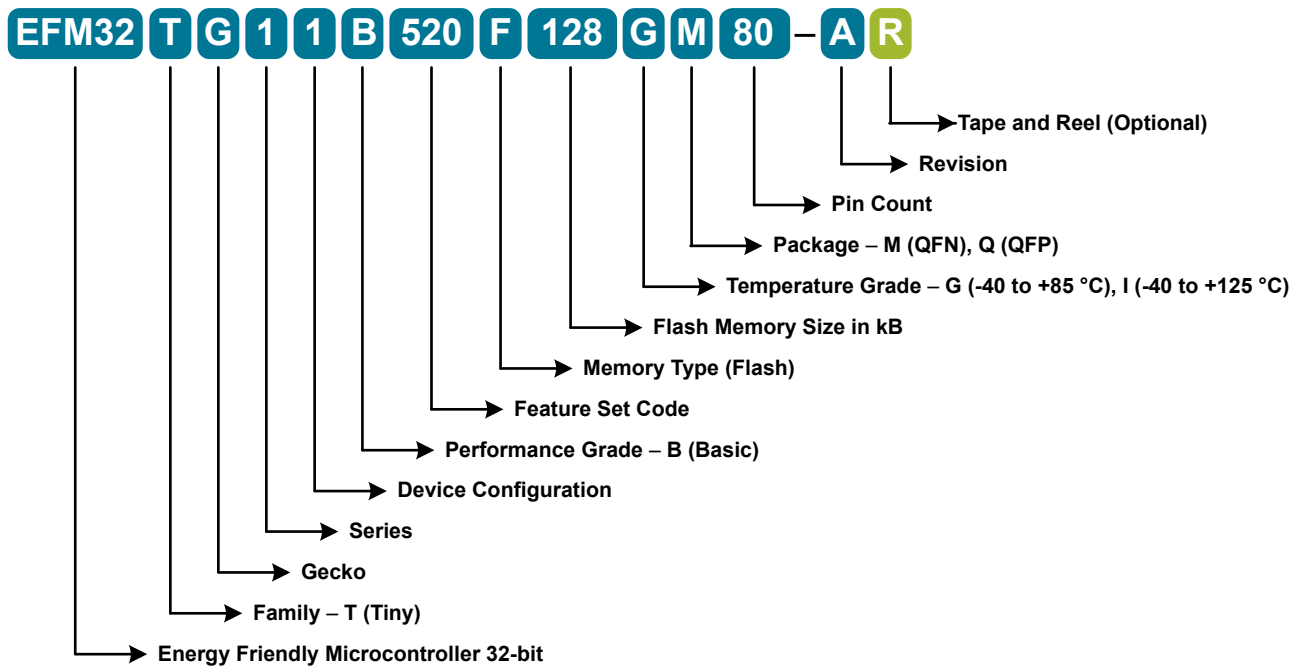 EFM32 T G 1 1 B 520 F 128 G M 80 – A R
Tape and Reel (Optional)
Revision
Pin Count
Package – M (QFN), Q (QFP)
Temperature Grade – G (-40 to +85 °C), I (-40 to +125 °C)
Flash Memory Size in kB
Memory Type (Flash)
Feature Set Code
Performance Grade – B (Basic)
Device Configuration
Series
Gecko
Family – T (Tiny)
Energy Friendly Microcontroller 32-bit